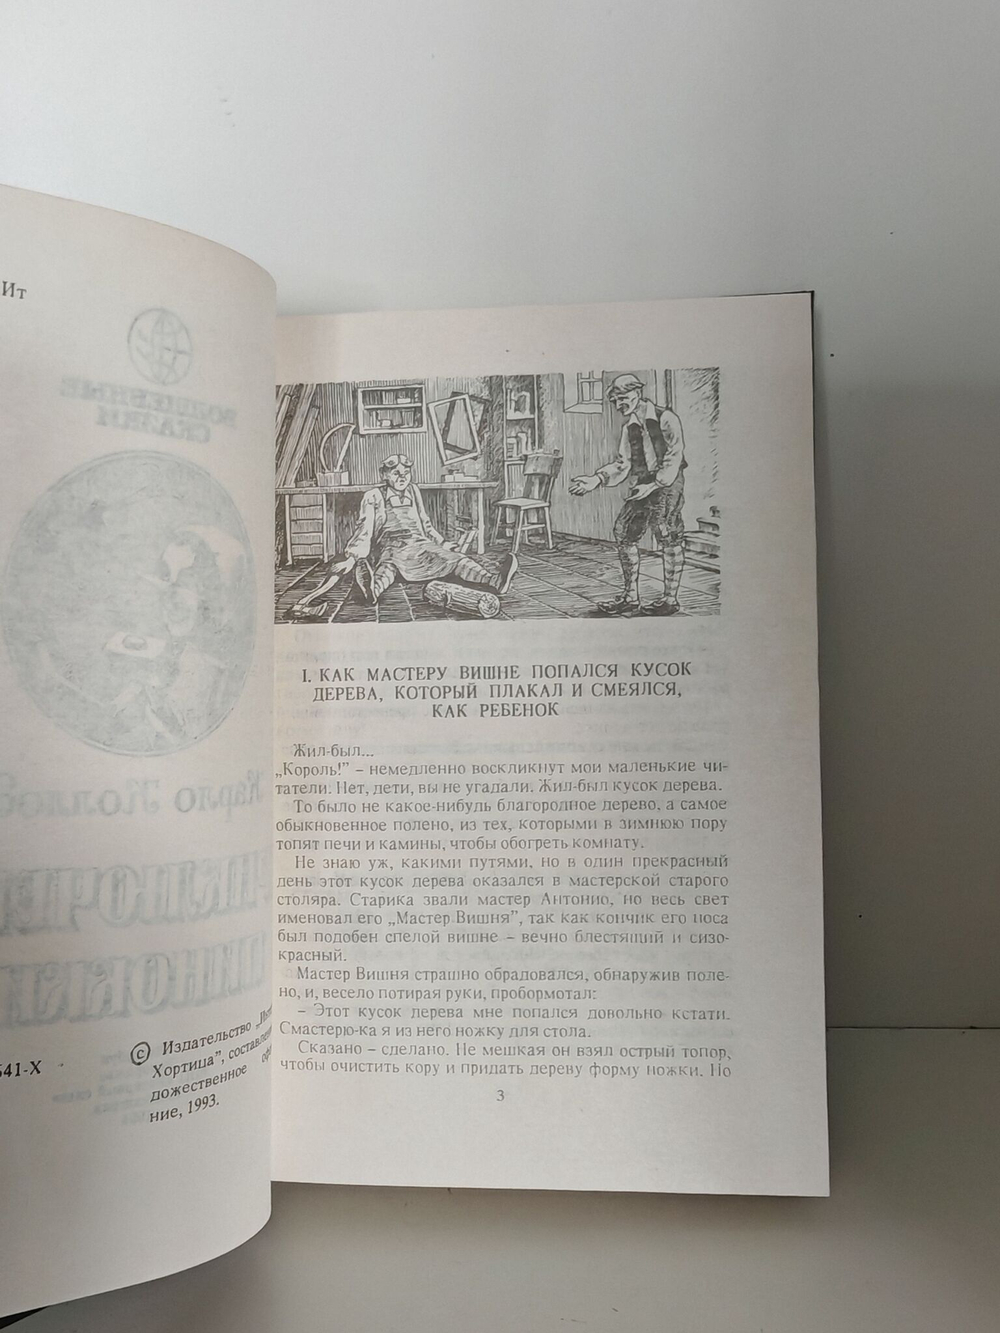 Ит
641-Х
© Издательство
Хортица”, составле
дожественное оф
ние, 1993.
I. КАК МАСТЕРУ ВИШНЕ ПОПАЛСЯ КУСОК
ДЕРЕВА, КОТОРЫЙ ПЛАКАЛ И СМЕЯЛСЯ,
КАК РЕБЕНОК
Жил-был...
„Король!” – немедленно воскликнут мои маленькие чи-
татели. Нет, дети, вы не угадали. Жил-был кусок дерева.
То было не какое-нибудь благородное дерево, а самое
обыкновенное полено, из тех, которыми в зимнюю пору
топят печи и камины, чтобы обогреть комнату.
Не знаю уж, какими путями, но в один прекрасный
день этот кусок дерева оказался в мастерской старого
столяра. Старика звали мастер Антонио, но весь свет
именовал его „Мастер Вишня”, так как кончик его носа
был подобен спелой вишне – вечно блестящий и сизо-
красный.
Мастер Вишня страшно обрадовался, обнаружив поле-
но, и, весело потирая руки, пробормотал:
– Этот кусок дерева мне попался довольно кстати.
Смастерю-ка я из него ножку для стола.
Сказано – сделано. Не мешкая он взял острый топор,
чтобы очистить кору и придать дереву форму ножки. Но
3